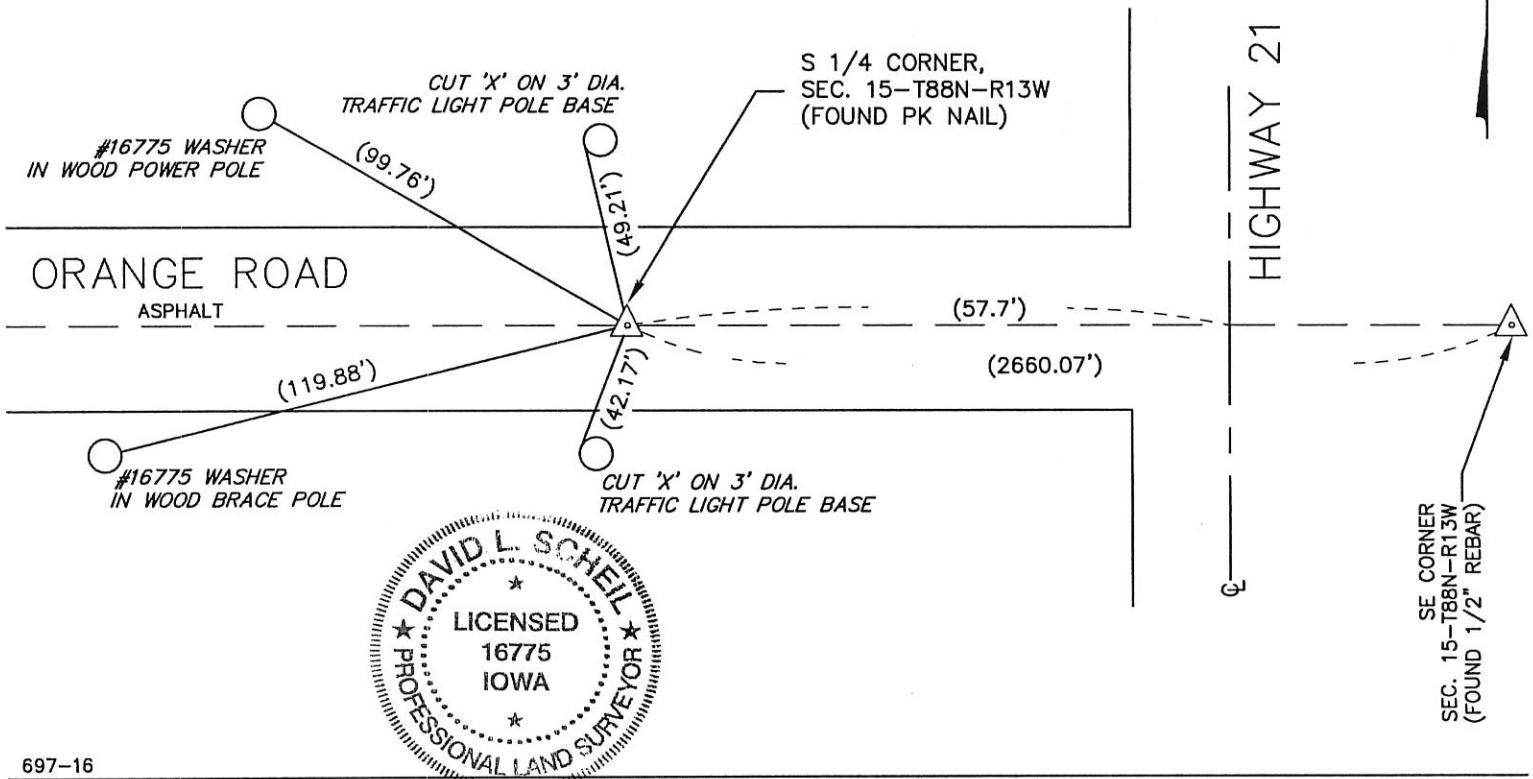 CUT 'X' ON 3' DIA.
TRAFFIC LIGHT POLE BASE
S 1/4 CORNER,
SEC. 15-T88N-R13W
(FOUND PK NAIL)
HIGHWAY 21
#16775 WASHER
IN WOOD POWER POLE
(99.76')
(49.21')
ORANGE ROAD
ASPHALT
(57.7')
(2660.07')
(119.88')
(42.17')
#16775 WASHER
IN WOOD BRACE POLE
CUT 'X' ON 3' DIA.
TRAFFIC LIGHT POLE BASE
SE CORNER
SEC. 15-T88N-R13W
(FOUND 1/2" REBAR)
CL
DAVID L. SCHEIL
LICENSED
16775
IOWA
PROFESSIONAL LAND SURVEYOR
697-16